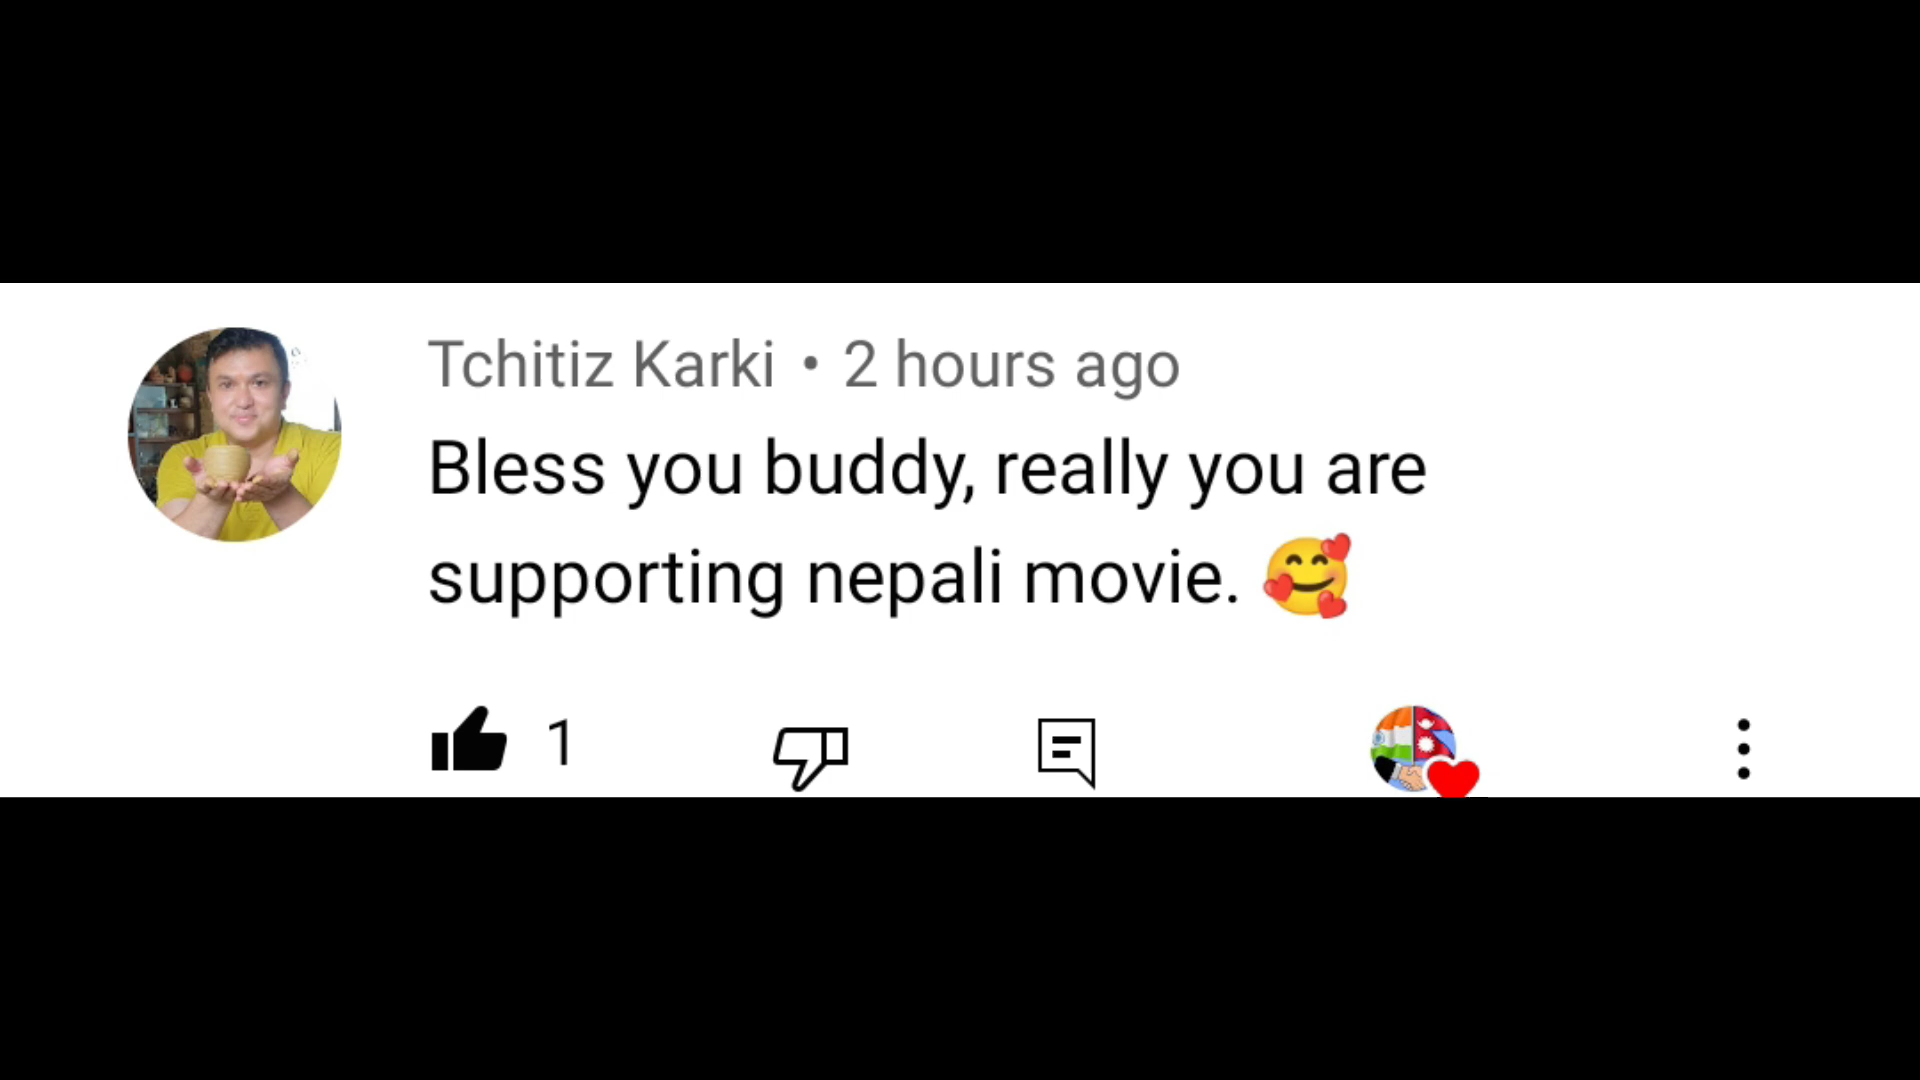 Tchitiz Karki • 2 hours ago
Bless you buddy, really you are
supporting nepali movie. 🥰
1